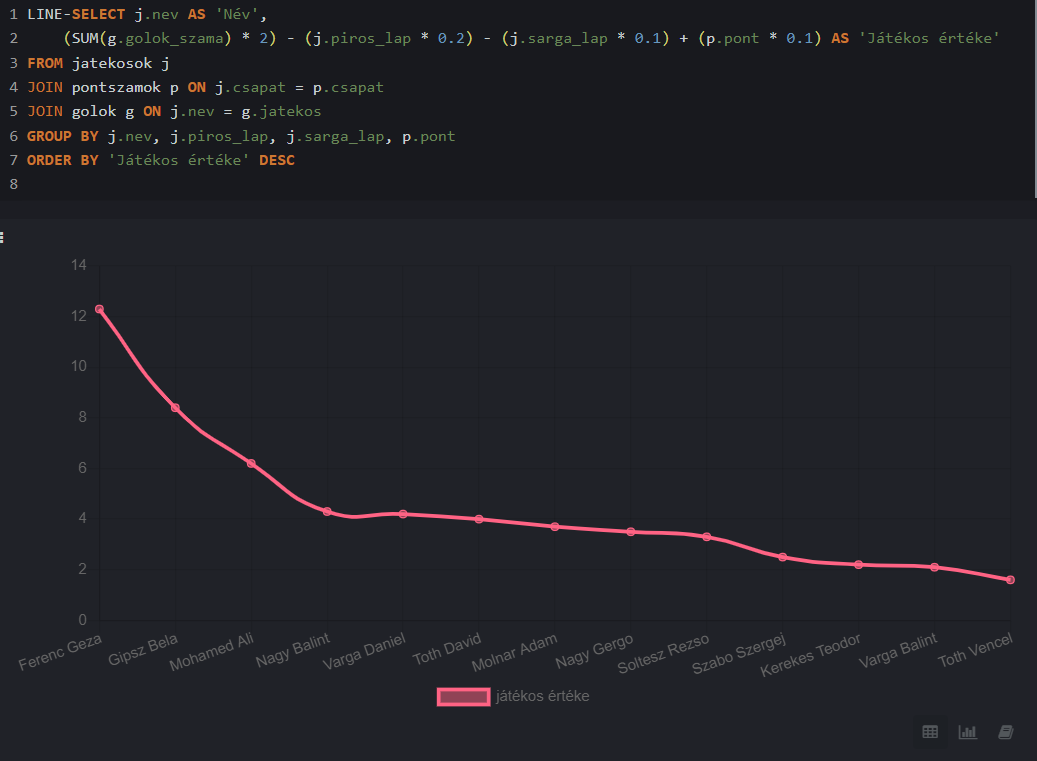 1 LINE-SELECT j.nev AS 'Név',
2 (SUM(g.golok_szama) * 2) - (j.piros_lap * 0.2) - (j.sarga_lap * 0.1) + (p.pont * 0.1) AS 'Játékos értéke'
3 FROM jatekosok j
4 JOIN pontszamok p ON j.csapat = p.csapat
5 JOIN golok g ON j.nev = g.jatekos
6 GROUP BY j.nev, j.piros_lap, j.sarga_lap, p.pont
7 ORDER BY 'Játékos értéke' DESC
8
14
12
10
8
6
4
2
0
Ferenc Geza
Gipsz Bela
Mohamed Ali
Nagy Balint
Varga Daniel
Toth David
Molnar Adam
Nagy Gergo
Soltesz Rezso
Szabo Szergej
Kerekes Teodor
Varga Balint
Toth Vencel
játékos értéke